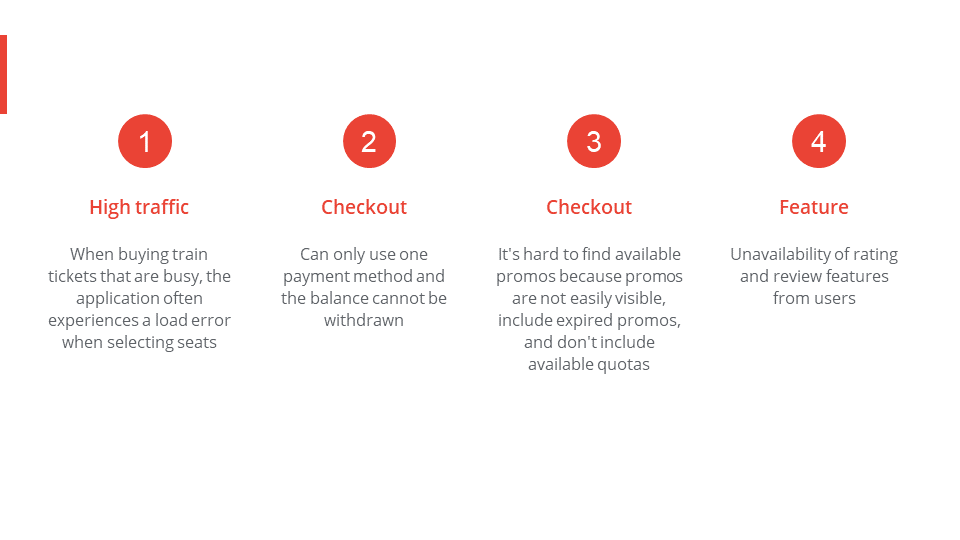 1
High traffic
When buying train
tickets that are busy, the
application often
experiences a load error
when selecting seats
2
Checkout
Can only use one
payment method and
the balance cannot be
withdrawn
3
Checkout
It's hard to find available
promos because promos
are not easily visible,
include expired promos,
and don't include
available quotas
4
Feature
Unavailability of rating
and review features
from users